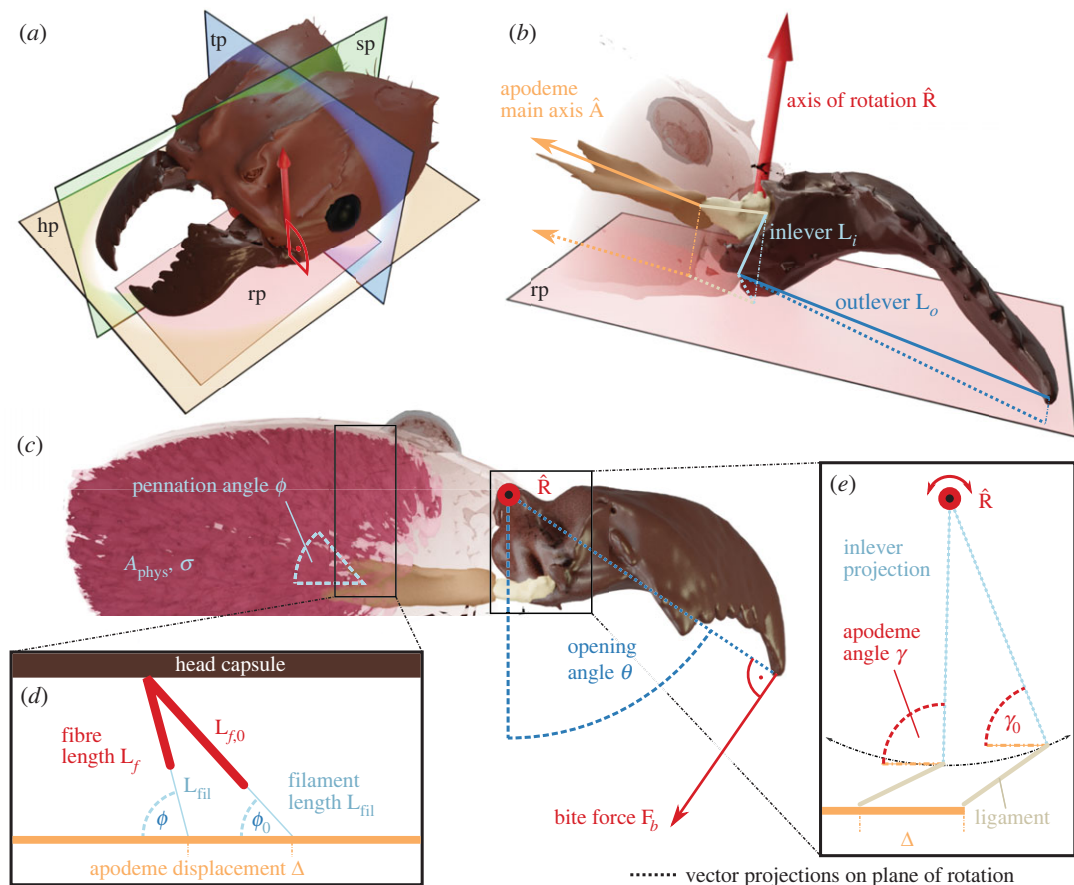 (a)
tp
sp
hp
rp
(b)
apodeme
main axis Â
axis of rotation R̂
inlever Lᵢ
outlever Lₒ
rp
(c)
pennation angle ϕ
A_phys, σ
R̂
opening
angle θ
bite force F_b
(d)
head capsule
fibre
length L_f
L_f,0
L_fil
filament
length L_fil
ϕ
ϕ₀
apodeme displacement Δ
(e)
R̂
inlever
projection
apodeme
angle γ
γ₀
ligament
Δ
vector projections on plane of rotation